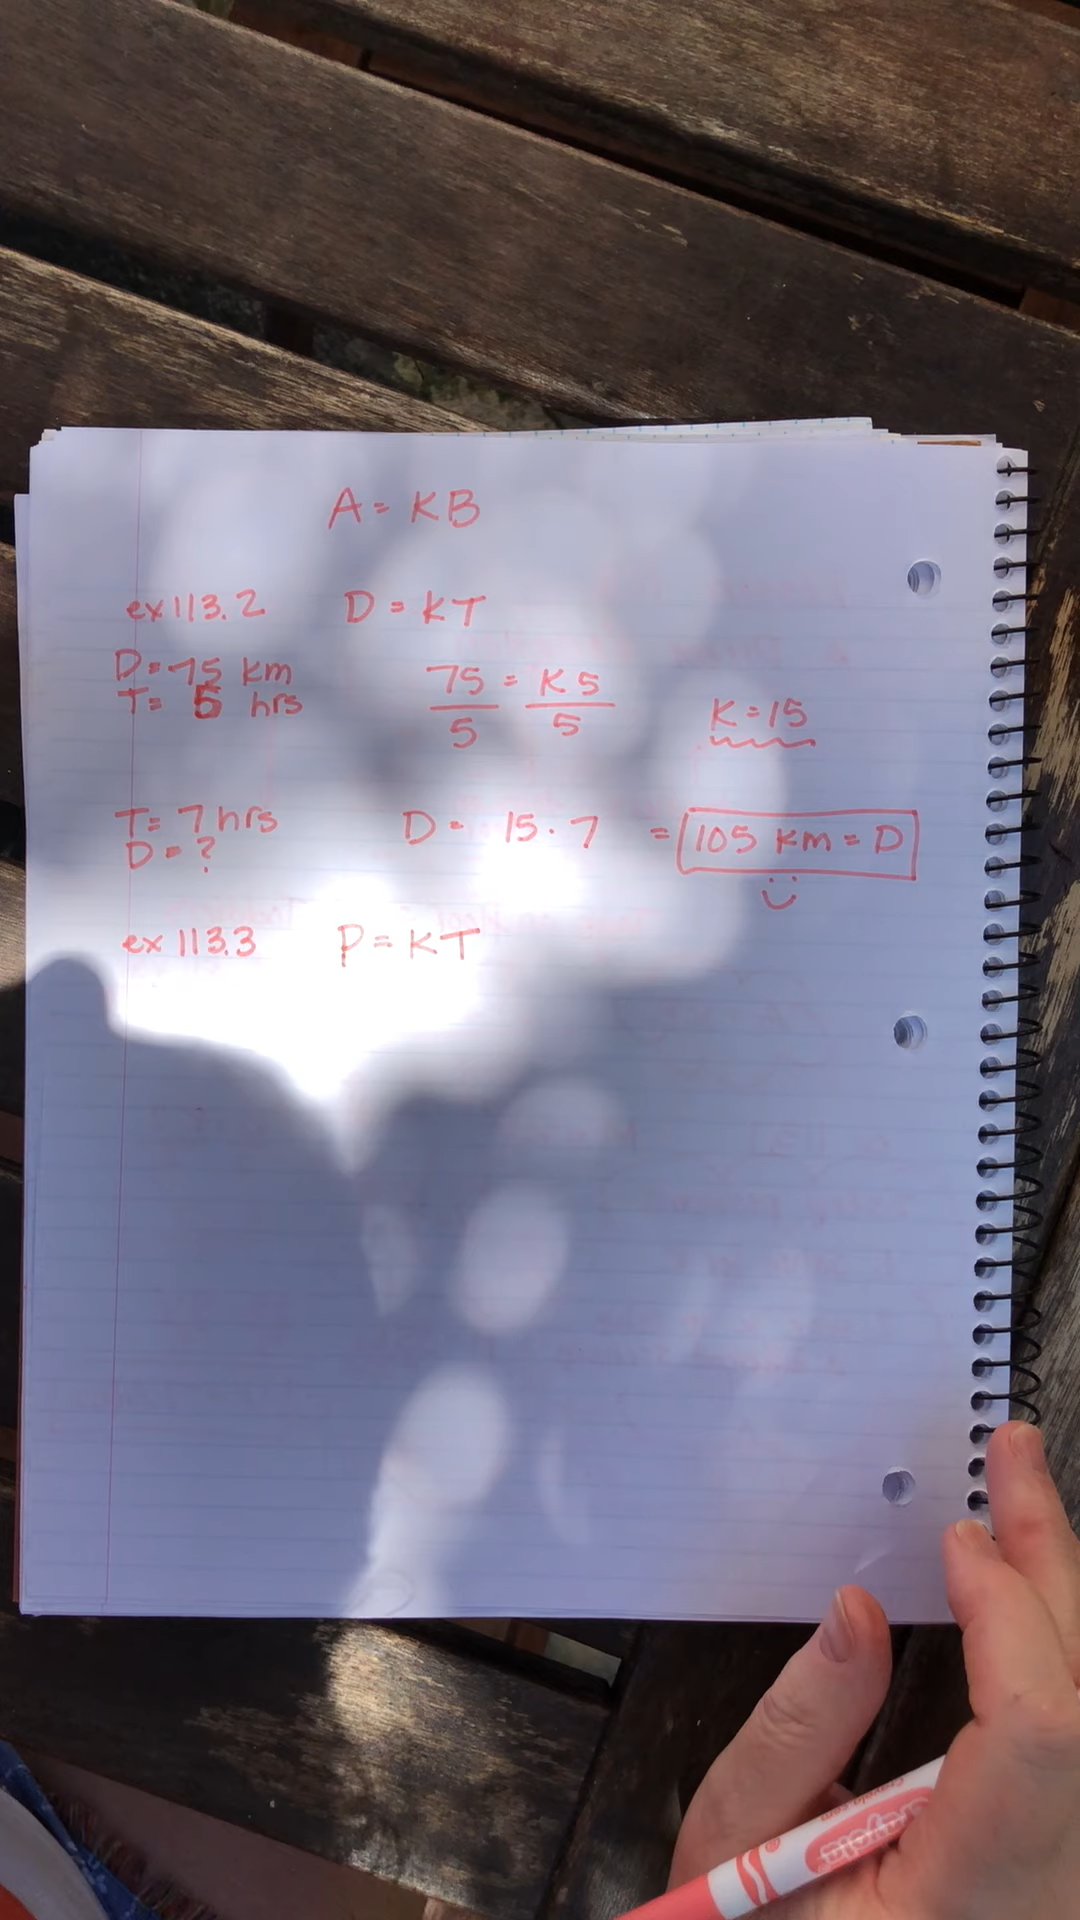 A = KB
ex 113.2 D = KT
D = 75 km
T = 5 hrs
75 = K5
5 5
K = 15
T = 7 hrs
D = ?
D = 15 · 7 = 105 km = D
ex 113.3 P = KT
Crayola